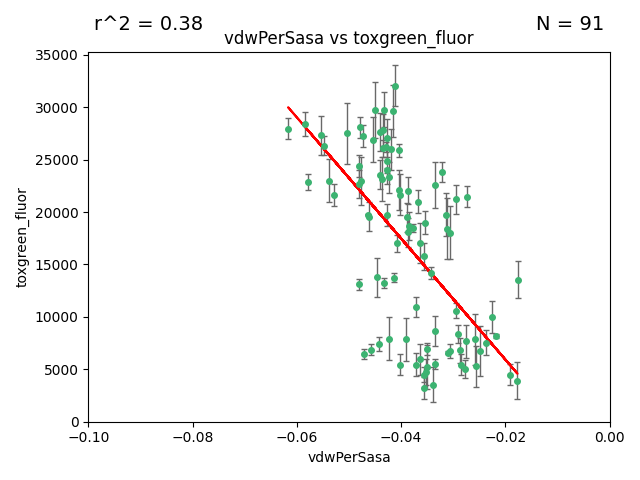 r^2 = 0.38
N = 91
vdwPerSasa vs toxgreen_fluor
35000
30000
25000
20000
15000
10000
5000
0
toxgreen_fluor
−0.10
−0.08
−0.06
−0.04
−0.02
0.00
vdwPerSasa